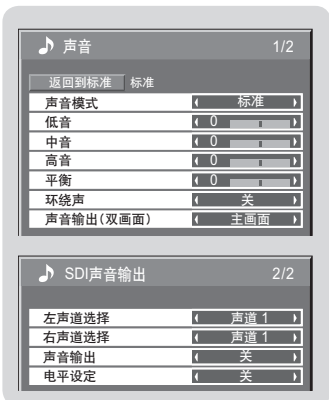 声音 1/2
返回到标准 标准
声音模式 标准
低音 0
中音 0
高音 0
平衡 0
环绕声 关
声音输出(双画面) 主画面
SDI声音输出 2/2
左声道选择 声道 1
右声道选择 声道 1
声音输出 关
电平设定 关